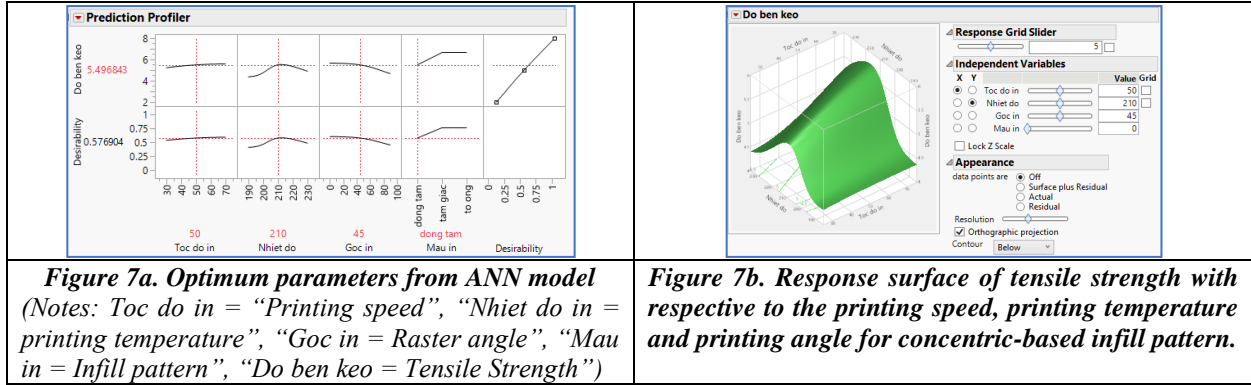 Prediction Profiler
Do ben keo
5.496843
8
6
4
2
Desirability
0.576904
1
0.75
0.5
0.25
0
30 40 50 60 70
190 200 210 220 230
0 20 40 60 80 100
dong tam
tam giac
to ong
0 0.25 0.5 0.75 1
50 210 45 dong tam
Toc do in Nhiet do Goc in Mau in Desirability
Do ben keo
Toc do in
Nhiet do
Do ben keo
Do ben keo
Nhiet do
Toc do in
Response Grid Slider
5
Independent Variables
X Y Value Grid
Toc do in 50
Nhiet do 210
Goc in 45
Mau in 0
Lock Z Scale
Appearance
data points are Off
Surface plus Residual
Actual
Residual
Resolution
Orthographic projection
Contour Below
Figure 7a. Optimum parameters from ANN model
(Notes: Toc do in = “Printing speed”, “Nhiet do in =
printing temperature”, “Goc in = Raster angle”, “Mau
in = Infill pattern”, “Do ben keo = Tensile Strength”)
Figure 7b. Response surface of tensile strength with
respective to the printing speed, printing temperature
and printing angle for concentric-based infill pattern.